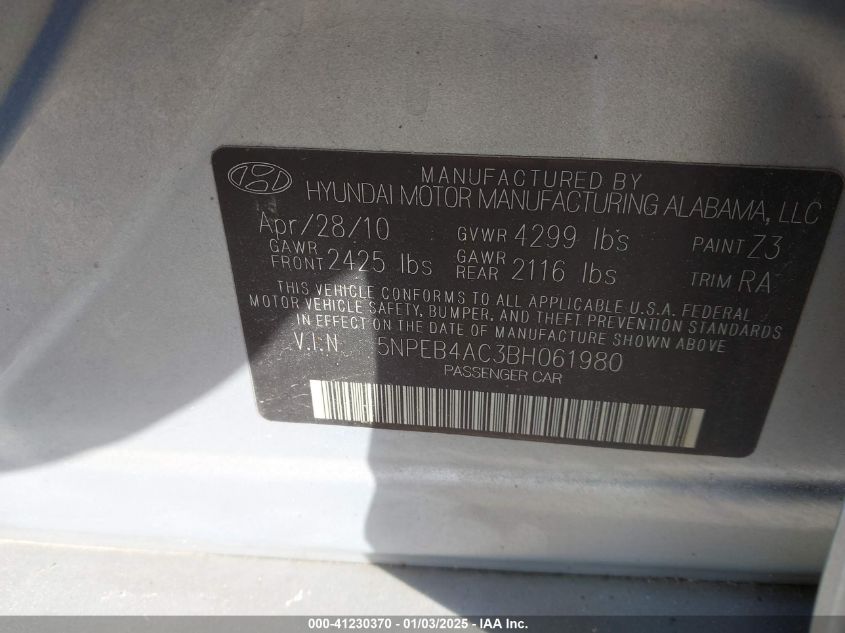 MANUFACTURED BY
HYUNDAI MOTOR MANUFACTURING ALABAMA, LLC
Apr/28/10 GVWR 4299 lbs PAINT Z3
GAWR FRONT 2425 lbs GAWR REAR 2116 lbs TRIM RA
THIS VEHICLE CONFORMS TO ALL APPLICABLE U.S.A. FEDERAL
MOTOR VEHICLE SAFETY, BUMPER, AND THEFT PREVENTION STANDARDS
IN EFFECT ON THE DATE OF MANUFACTURE SHOWN ABOVE
V.I.N. 5NPEB4AC3BH061980
PASSENGER CAR
000-41230370 - 01/03/2025 - IAA Inc.